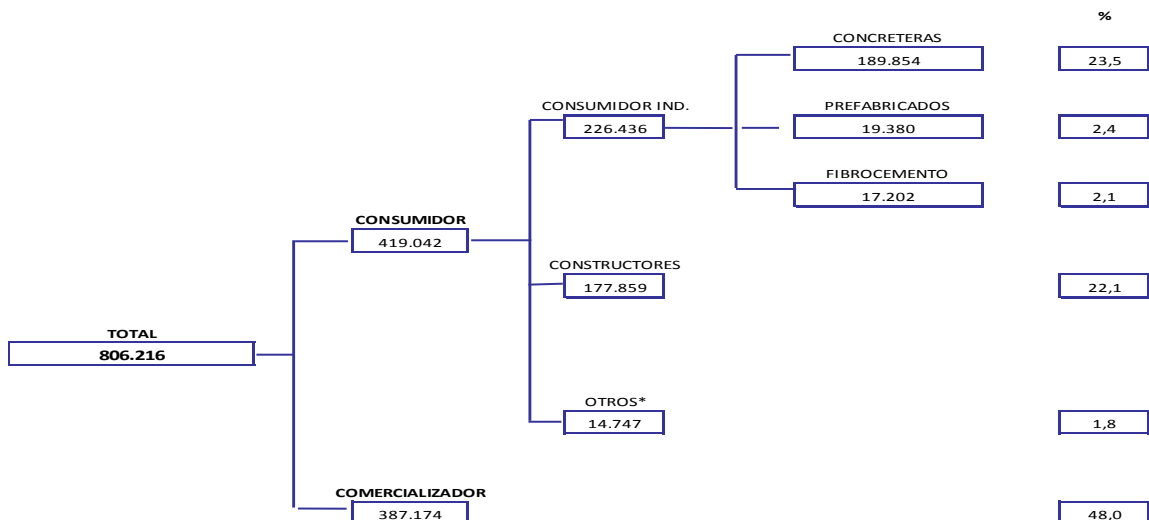 %
CONCRETERAS
189.854 23,5
CONSUMIDOR IND. PREFABRICADOS
226.436 19.380 2,4
FIBROCEMENTO
17.202 2,1
CONSUMIDOR
419.042
CONSTRUCTORES
177.859 22,1
TOTAL
806.216
OTROS*
14.747 1,8
COMERCIALIZADOR
387.174 48,0